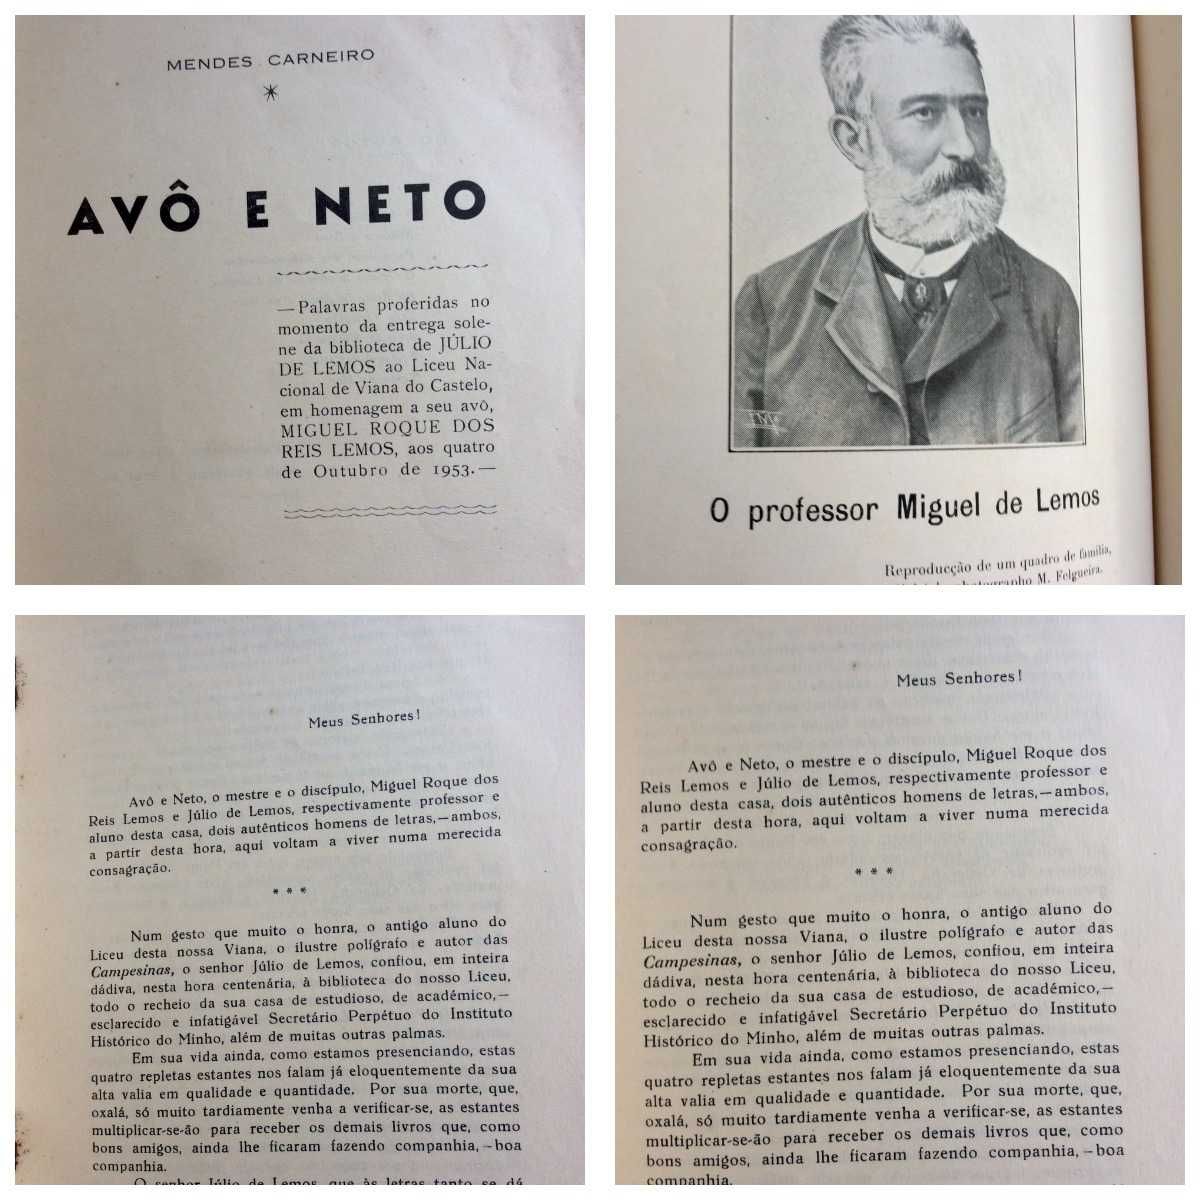 MENDES CARNEIRO
AVÔ E NETO
—Palavras proferidas no
momento da entrega sole-
ne da biblioteca de JÚLIO
DE LEMOS ao Liceu Na-
cional de Viana do Castelo,
em homenagem a seu avô,
MIGUEL ROQUE DOS
REIS LEMOS, aos quatro
de Outubro de 1953.—
O professor Miguel de Lemos
Reproducção de um quadro de família,
photographo M. Felgueira.
Meus Senhores!
Avô e Neto, o mestre e o discípulo, Miguel Roque dos
Reis Lemos e Júlio de Lemos, respectivamente professor e
aluno desta casa, dois autênticos homens de letras,—ambos,
a partir desta hora, aqui voltam a viver numa merecida
consagração.
* * *
Num gesto que muito o honra, o antigo aluno do
Liceu desta nossa Viana, o ilustre polígrafo e autor das
Campesinas, o senhor Júlio de Lemos, confiou, em inteira
dádiva, nesta hora centenária, à biblioteca do nosso Liceu,
todo o recheio da sua casa de estudioso, de académico,—
esclarecido e infatigável Secretário Perpétuo do Instituto
Histórico do Minho, além de muitas outras palmas.
Em sua vida ainda, como estamos presenciando, estas
quatro repletas estantes nos falam já eloquentemente da sua
alta valia em qualidade e quantidade. Por sua morte, que,
oxalá, só muito tardiamente venha a verificar-se, as estantes
multiplicar-se-ão para receber os demais livros que, como
bons amigos, ainda lhe ficaram fazendo companhia,—boa
companhia.
O senhor Júlio de Lemos, que às letras tanto se dá
Meus Senhores!
Avô e Neto, o mestre e o discípulo, Miguel Roque dos
Reis Lemos e Júlio de Lemos, respectivamente professor e
aluno desta casa, dois autênticos homens de letras,—ambos,
a partir desta hora, aqui voltam a viver numa merecida
consagração.
* * *
Num gesto que muito o honra, o antigo aluno do
Liceu desta nossa Viana, o ilustre polígrafo e autor das
Campesinas, o senhor Júlio de Lemos, confiou, em inteira
dádiva, nesta hora centenária, à biblioteca do nosso Liceu,
todo o recheio da sua casa de estudioso, de académico,—
esclarecido e infatigável Secretário Perpétuo do Instituto
Histórico do Minho, além de muitas outras palmas.
Em sua vida ainda, como estamos presenciando, estas
quatro repletas estantes nos falam já eloquentemente da sua
alta valia em qualidade e quantidade. Por sua morte, que,
oxalá, só muito tardiamente venha a verificar-se, as estantes
multiplicar-se-ão para receber os demais livros que, como
bons amigos, ainda lhe ficaram fazendo companhia,—boa
companhia.